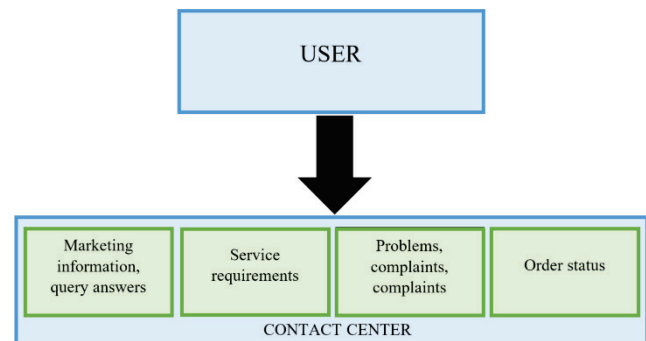 USER
Marketing
information,
query answers
Service
requirements
Problems,
complaints,
complaints
Order status
CONTACT CENTER